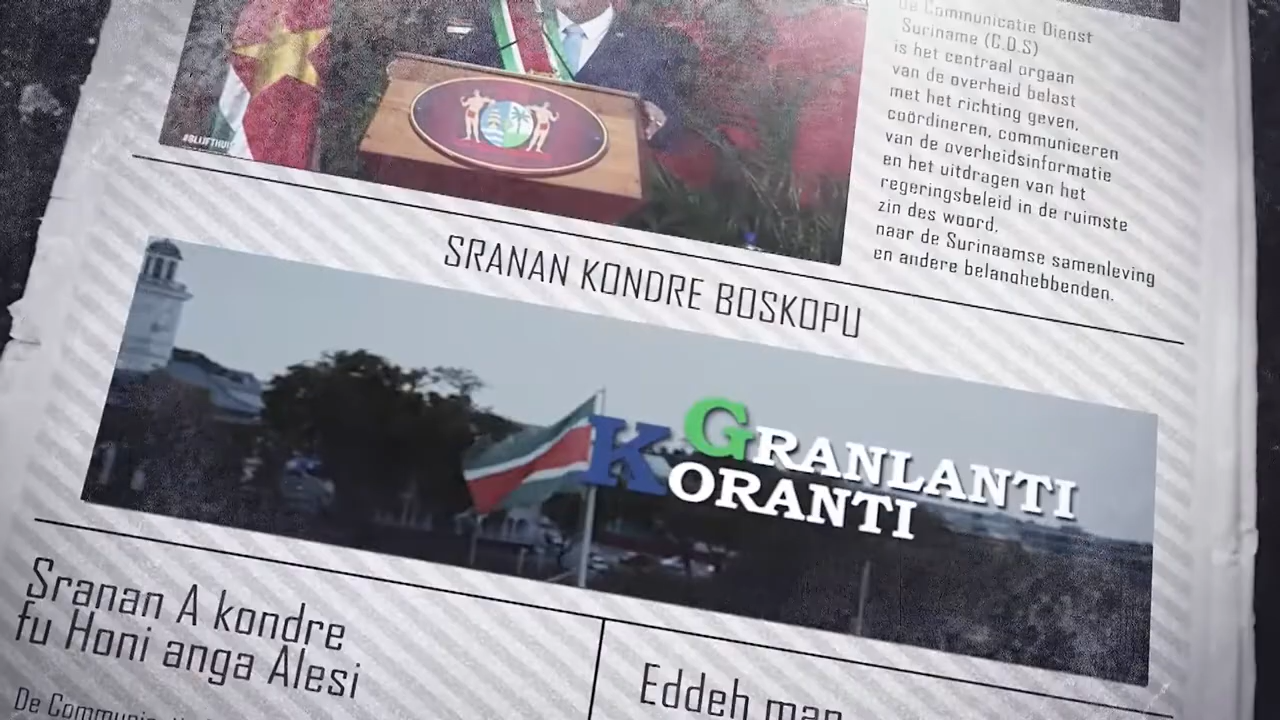 #BLIJFTHUIS
De Communicatie Dienst
Suriname (C.D.S)
is het centraal orgaan
van de overheid belast
met het richting geven,
coördineren, communiceren
van de overheidsinformatie
en het uitdragen van het
regeringsbeleid in de ruimste
zin des woord,
naar de Surinaamse samenleving
en andere belanghebbenden.
SRANAN KONDRE BOSKOPU
GRANLANTI
KORANTI
Sranan A kondre
fu Honi anga Alesi
De
Eddeh man